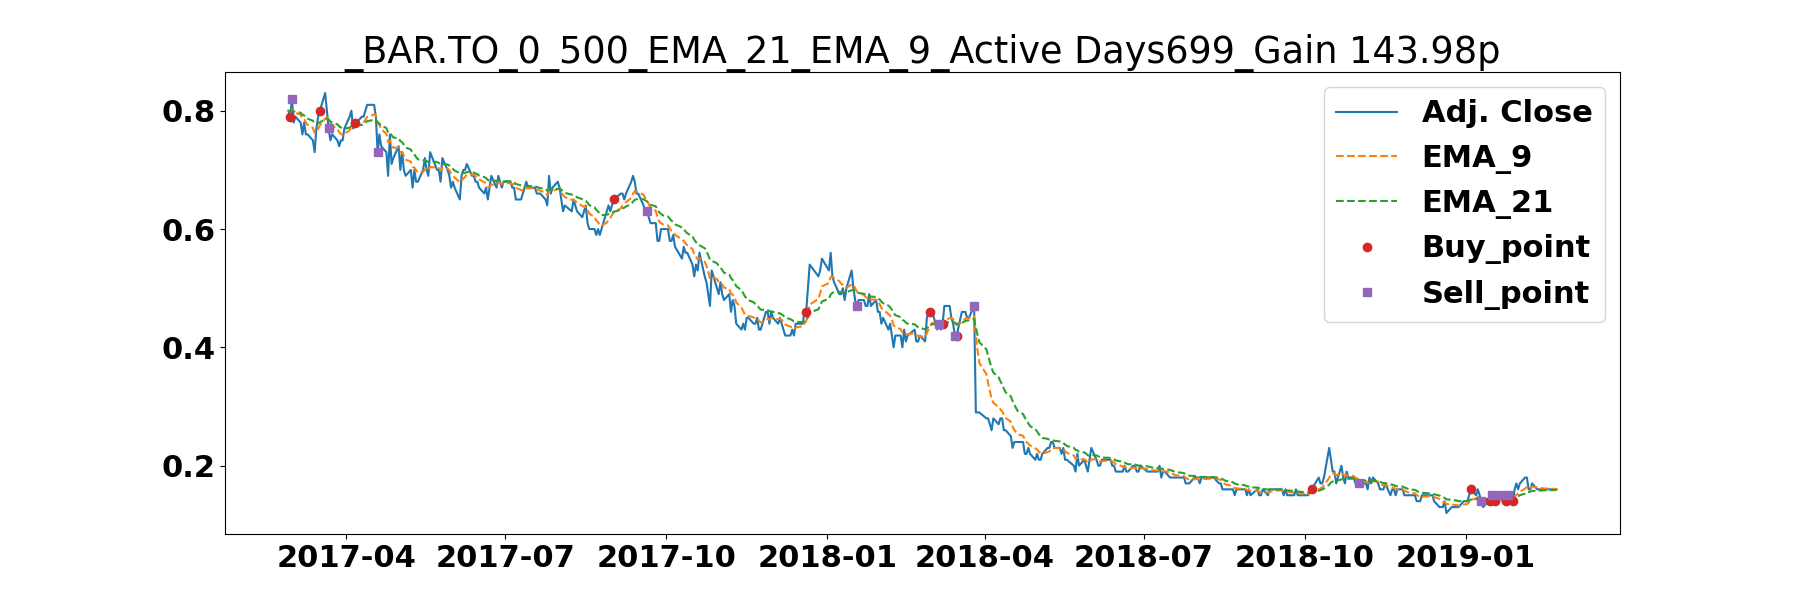 _BAR.TO_0_500_EMA_21_EMA_9_Active Days699_Gain 143.98p
0.8
0.6
0.4
0.2
Adj. Close
EMA_9
EMA_21
Buy_point
Sell_point
2017-04 2017-07 2017-10 2018-01 2018-04 2018-07 2018-10 2019-01